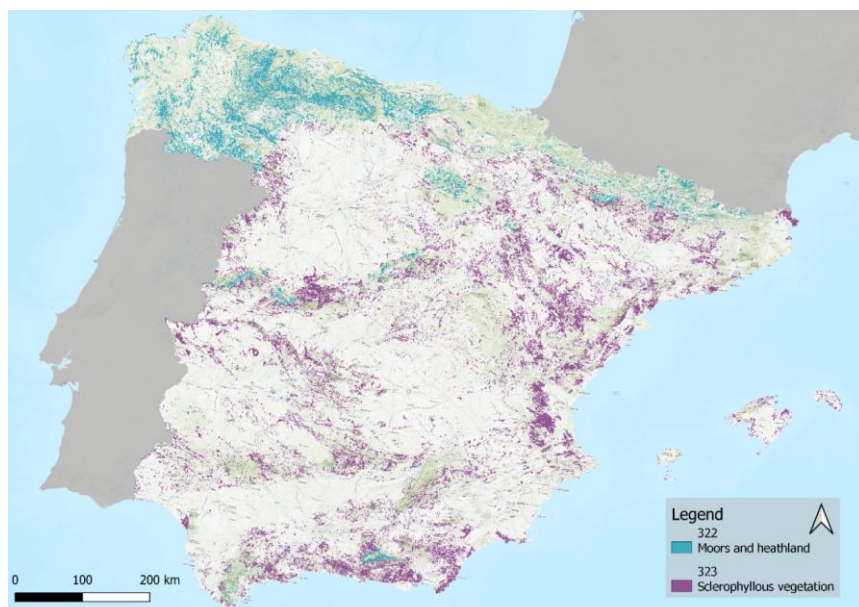 Legend
322
Moors and heathland
323
Sclerophyllous vegetation
0 100 200 km